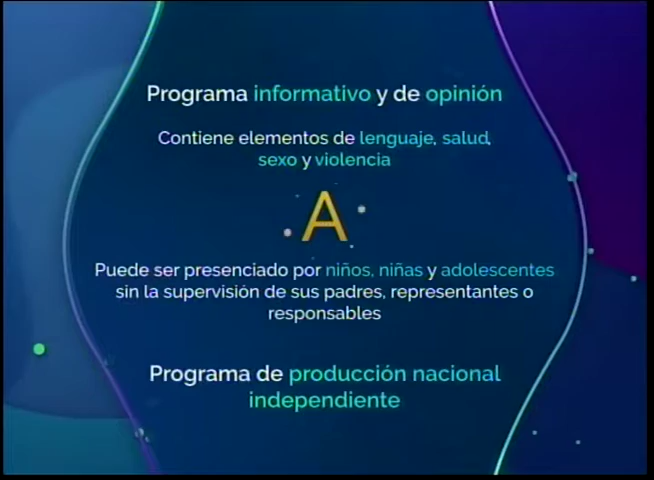 Programa informativo y de opinión
Contiene elementos de lenguaje, salud,
sexo y violencia
A
Puede ser presenciado por niños, niñas y adolescentes
sin la supervisión de sus padres, representantes o
responsables
Programa de producción nacional
independiente